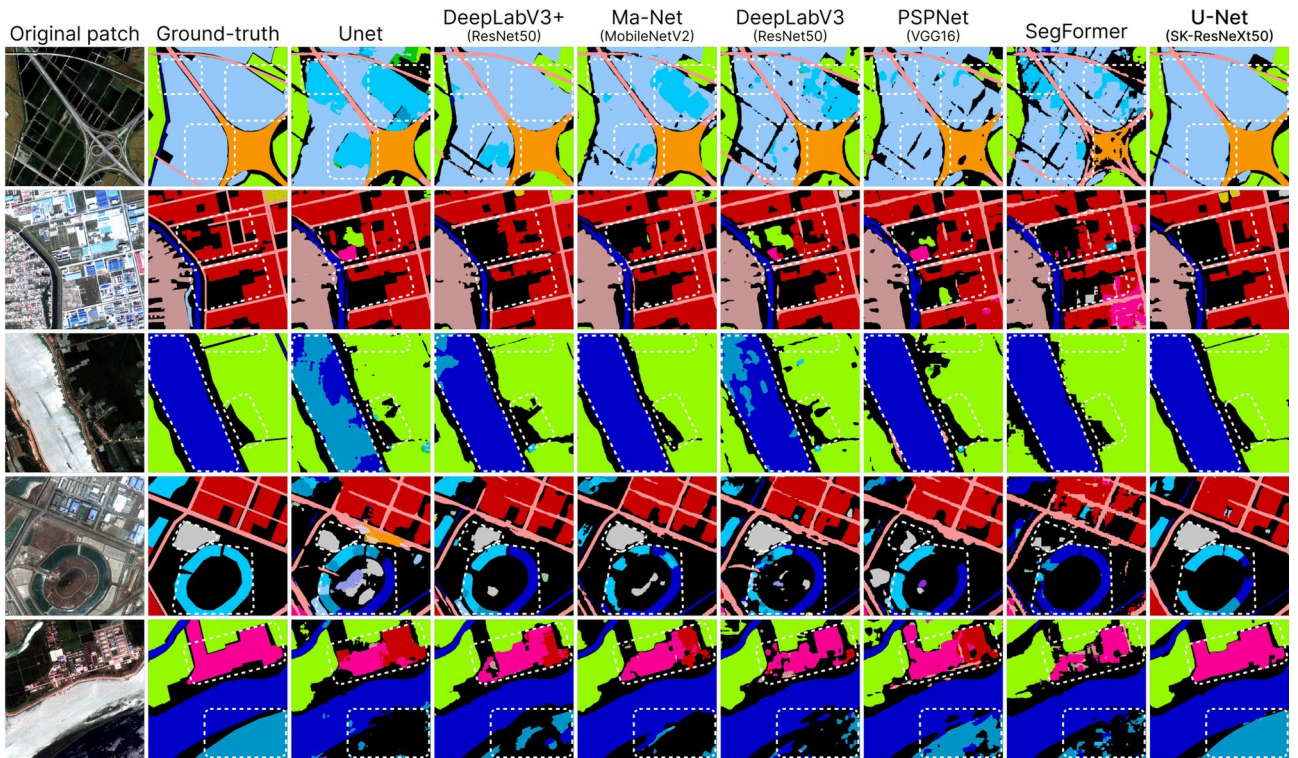 Original patch
Ground-truth
Unet
DeepLabV3+
(ResNet50)
Ma-Net
(MobileNetV2)
DeepLabV3
(ResNet50)
PSPNet
(VGG16)
SegFormer
U-Net
(SK-ResNeXt50)